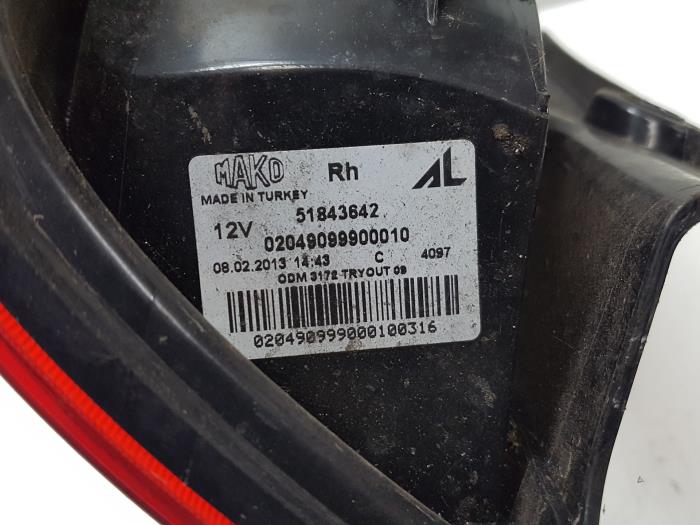 MAKO Rh AL
MADE IN TURKEY
51843642
12V 02049099900010
08.02.2013 14:43 C 4097
ODM 3172 TRYOUT 09
020490999000100316